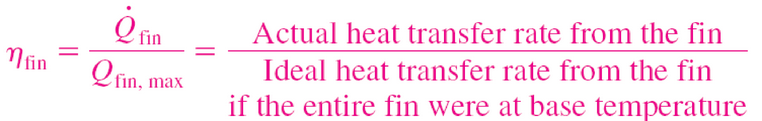 η_fin = Q̇_fin / Q_fin, max = Actual heat transfer rate from the fin / Ideal heat transfer rate from the fin
if the entire fin were at base temperature